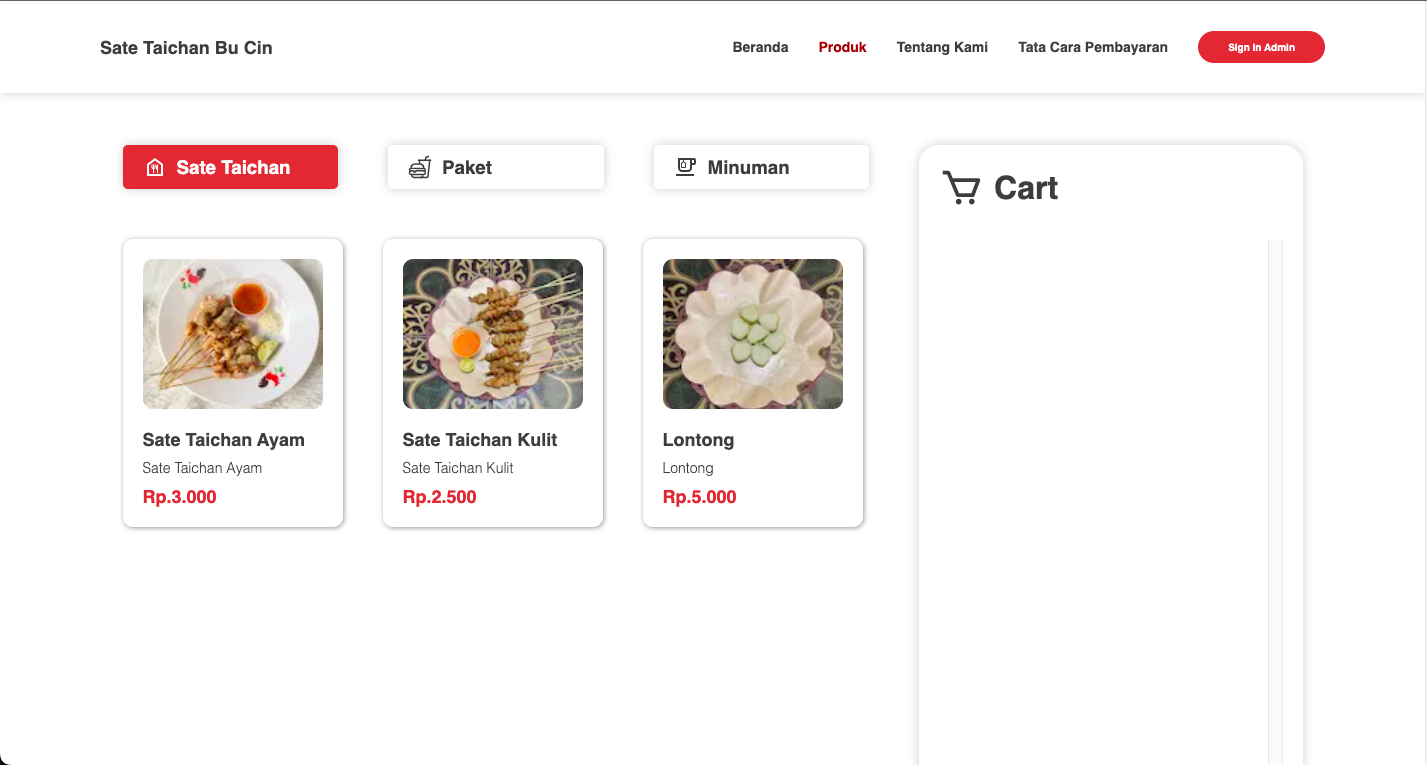 Sate Taichan Bu Cin
Beranda
Produk
Tentang Kami
Tata Cara Pembayaran
Sign In Admin
Sate Taichan
Paket
Minuman
Cart
Sate Taichan Ayam
Sate Taichan Ayam
Rp.3.000
Sate Taichan Kulit
Sate Taichan Kulit
Rp.2.500
Lontong
Lontong
Rp.5.000